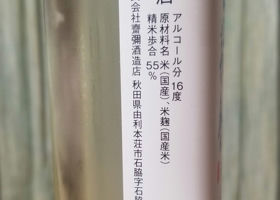 酒
アルコール分 16度
原材料名 米(国産)、米麹(国産米)
精米歩合 55%
会社齋彌酒造店 秋田県由利本荘市石脇字石脇